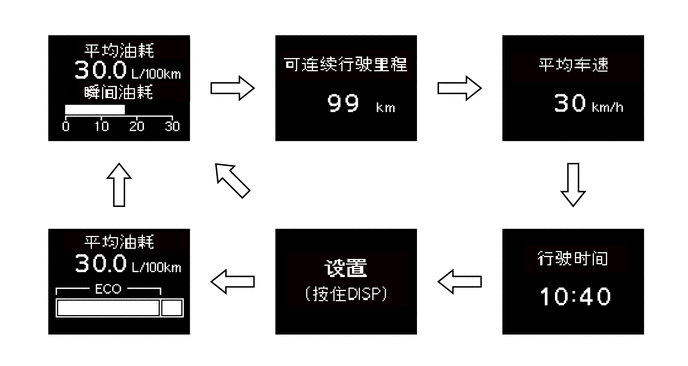 平均油耗
30.0 L/100km
瞬间油耗
0 10 20 30
可连续行驶里程
99 km
平均车速
30 km/h
平均油耗
30.0 L/100km
ECO
设置
(按住DISP)
行驶时间
10:40